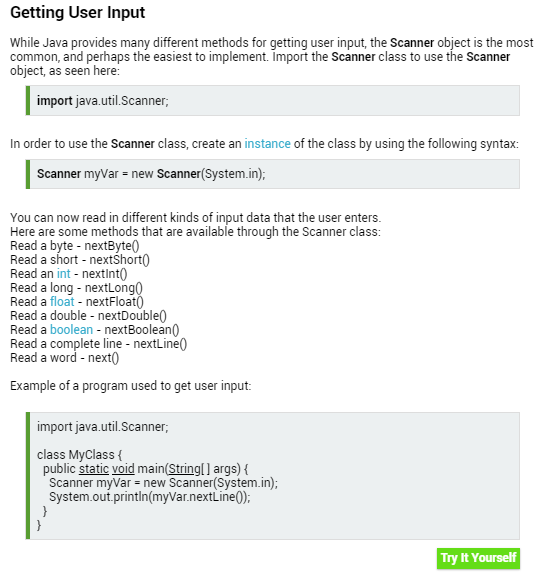 Getting User Input
While Java provides many different methods for getting user input, the Scanner object is the most
common, and perhaps the easiest to implement. Import the Scanner class to use the Scanner
object, as seen here:
import java.util.Scanner;
In order to use the Scanner class, create an instance of the class by using the following syntax:
Scanner myVar = new Scanner(System.in);
You can now read in different kinds of input data that the user enters.
Here are some methods that are available through the Scanner class:
Read a byte - nextByte()
Read a short - nextShort()
Read an int - nextInt()
Read a long - nextLong()
Read a float - nextFloat()
Read a double - nextDouble()
Read a boolean - nextBoolean()
Read a complete line - nextLine()
Read a word - next()
Example of a program used to get user input:
import java.util.Scanner;
class MyClass {
public static void main(String[ ] args) {
Scanner myVar = new Scanner(System.in);
System.out.println(myVar.nextLine());
}
}
Try It Yourself